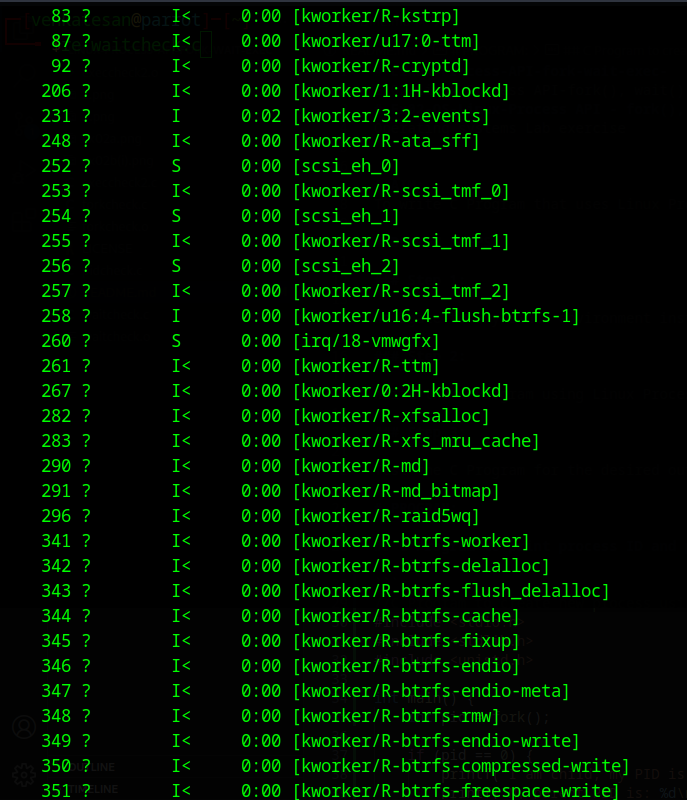 83 ? I< 0:00 [kworker/R-kstrp]
87 ? I< 0:00 [kworker/u17:0-ttm]
92 ? I< 0:00 [kworker/R-cryptd]
206 ? I< 0:00 [kworker/1:1H-kblockd]
231 ? I 0:02 [kworker/3:2-events]
248 ? I< 0:00 [kworker/R-ata_sff]
252 ? S 0:00 [scsi_eh_0]
253 ? I< 0:00 [kworker/R-scsi_tmf_0]
254 ? S 0:00 [scsi_eh_1]
255 ? I< 0:00 [kworker/R-scsi_tmf_1]
256 ? S 0:00 [scsi_eh_2]
257 ? I< 0:00 [kworker/R-scsi_tmf_2]
258 ? I 0:00 [kworker/u16:4-flush-btrfs-1]
260 ? S 0:00 [irq/18-vmwgfx]
261 ? I< 0:00 [kworker/R-ttm]
267 ? I< 0:00 [kworker/0:2H-kblockd]
282 ? I< 0:00 [kworker/R-xfsalloc]
283 ? I< 0:00 [kworker/R-xfs_mru_cache]
290 ? I< 0:00 [kworker/R-md]
291 ? I< 0:00 [kworker/R-md_bitmap]
296 ? I< 0:00 [kworker/R-raid5wq]
341 ? I< 0:00 [kworker/R-btrfs-worker]
342 ? I< 0:00 [kworker/R-btrfs-delalloc]
343 ? I< 0:00 [kworker/R-btrfs-flush_delalloc]
344 ? I< 0:00 [kworker/R-btrfs-cache]
345 ? I< 0:00 [kworker/R-btrfs-fixup]
346 ? I< 0:00 [kworker/R-btrfs-endio]
347 ? I< 0:00 [kworker/R-btrfs-endio-meta]
348 ? I< 0:00 [kworker/R-btrfs-rmw]
349 ? I< 0:00 [kworker/R-btrfs-endio-write]
350 ? I< 0:00 [kworker/R-btrfs-compressed-write]
351 ? I< 0:00 [kworker/R-btrfs-freespace-write]